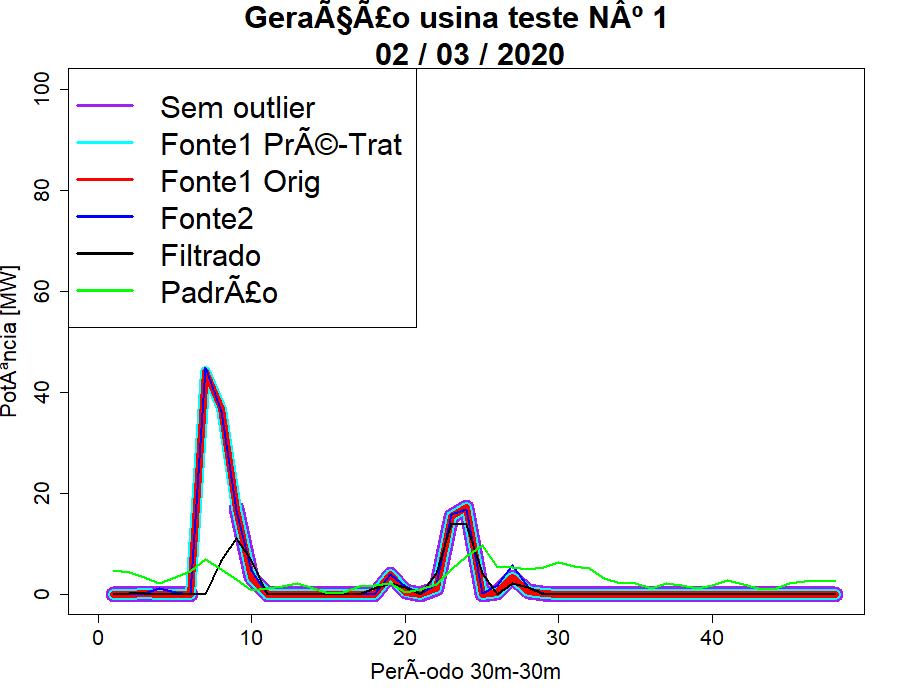 GeraÃ§Ã£o usina teste NÂº 1
02 / 03 / 2020
Sem outlier
Fonte1 PrÃ©-Trat
Fonte1 Orig
Fonte2
Filtrado
PadrÃ£o
PotÃªncia [MW]
100
80
60
40
20
0
0 10 20 30 40
PerÃ-odo 30m-30m